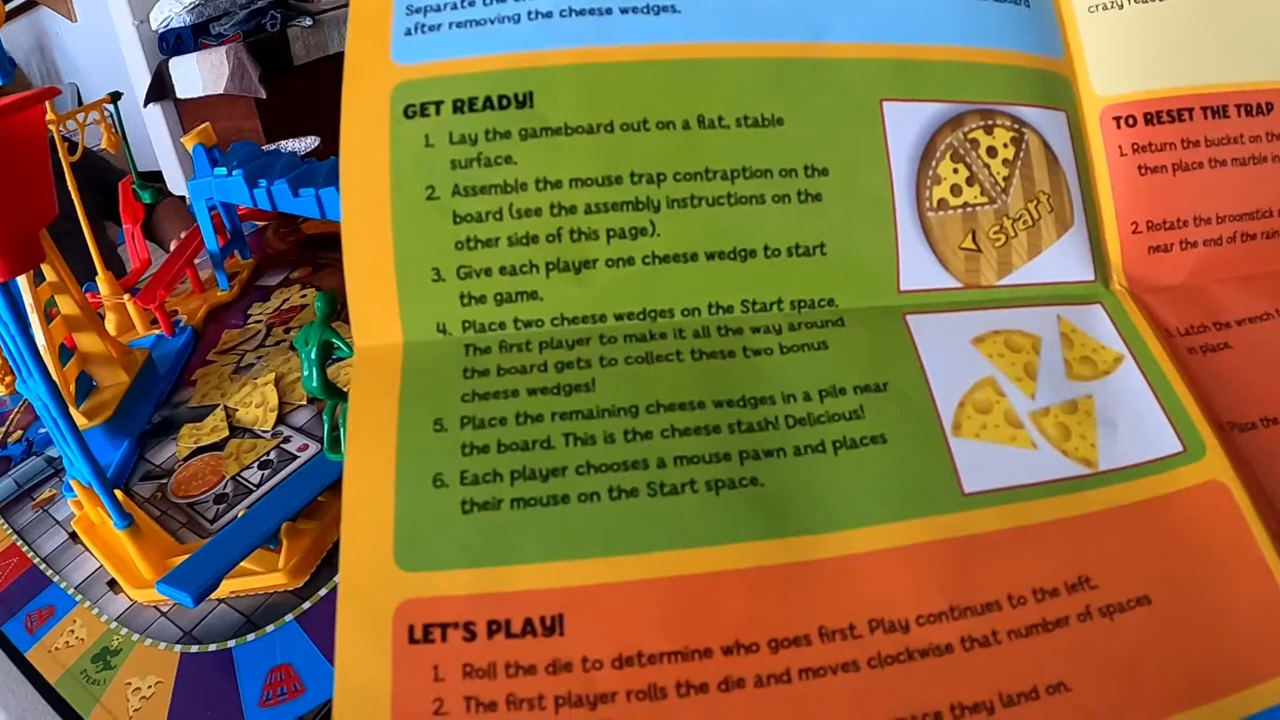 Separate the
after removing the cheese wedges.
GET READY!
1. Lay the gameboard out on a flat, stable
surface.
2. Assemble the mouse trap contraption on the
board (see the assembly instructions on the
other side of this page).
3. Give each player one cheese wedge to start
the game.
4. Place two cheese wedges on the Start space.
The first player to make it all the way around
the board gets to collect these two bonus
cheese wedges!
5. Place the remaining cheese wedges in a pile near
the board. This is the cheese stash! Delicious!
6. Each player chooses a mouse pawn and places
their mouse on the Start space.
Start
LET'S PLAY!
1. Roll the die to determine who goes first. Play continues to the left.
2. The first player rolls the die and moves clockwise that number of spaces
they land on.
crazy
TO RESET THE TRAP
1. Return the bucket on the
then place the marble in
2. Rotate the broomstick
near the end of the
3. Latch the wrench
in place.
Place the
STEAL!